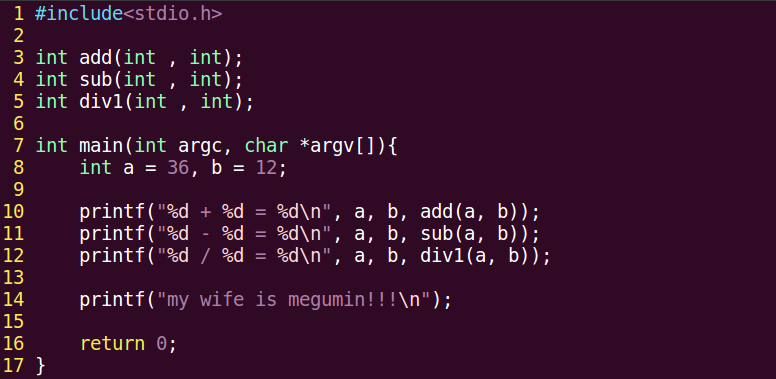 1 #include<stdio.h>
2
3 int add(int , int);
4 int sub(int , int);
5 int div1(int , int);
6
7 int main(int argc, char *argv[]){
8     int a = 36, b = 12;
9
10     printf("%d + %d = %d\n", a, b, add(a, b));
11     printf("%d - %d = %d\n", a, b, sub(a, b));
12     printf("%d / %d = %d\n", a, b, div1(a, b));
13
14     printf("my wife is megumin!!!\n");
15
16     return 0;
17 }